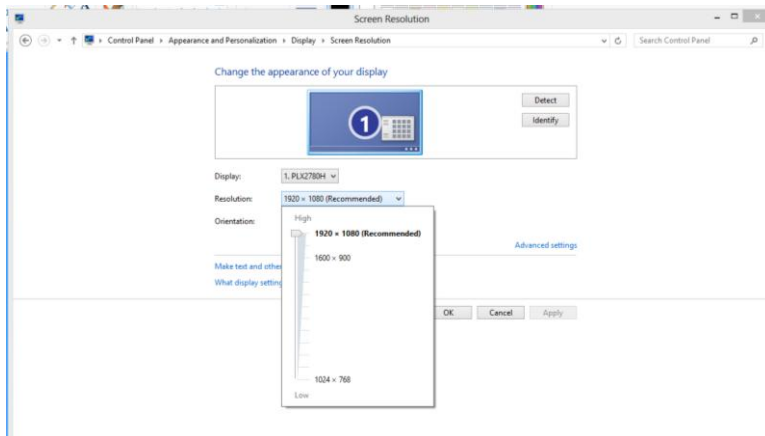 Screen Resolution
Control Panel Appearance and Personalization Display Screen Resolution
Search Control Panel
Change the appearance of your display
1
Detect
Identify
Display: 1. PLX2780H
Resolution: 1920 × 1080 (Recommended)
Orientation:
High
1920 × 1080 (Recommended)
1600 × 900
Advanced settings
Make text and other
What display setting
OK Cancel Apply
1024 × 768
Low